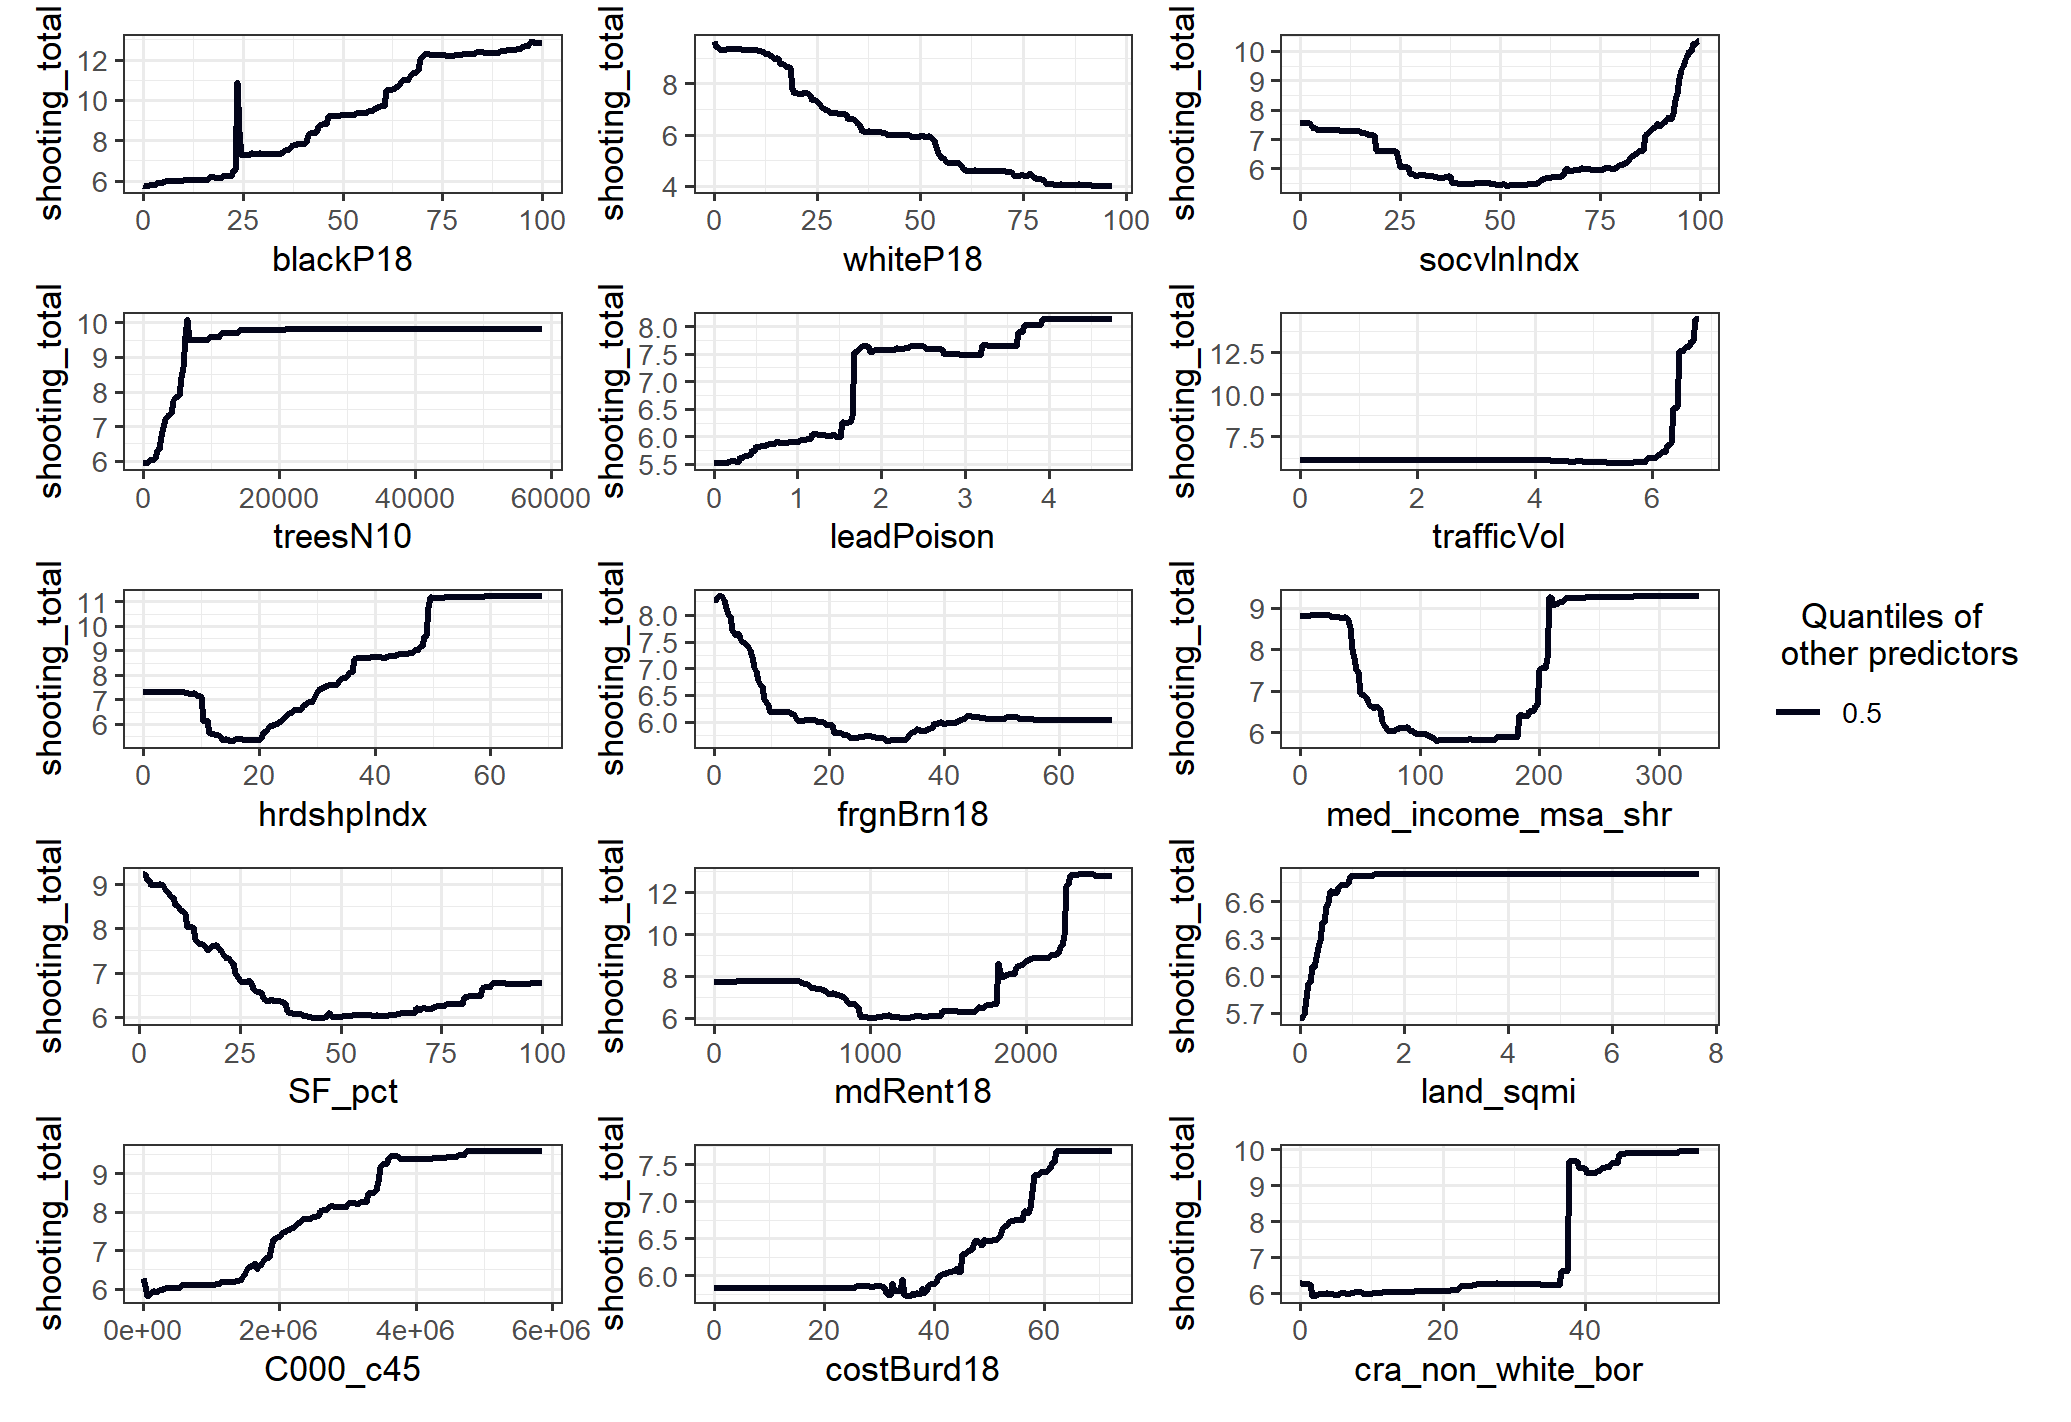 shooting_total
12
10
8
6
0 25 50 75 100
blackP18
shooting_total
8
6
4
0 25 50 75 100
whiteP18
shooting_total
10
9
8
7
6
0 25 50 75 100
socvlnIndx
shooting_total
10
9
8
7
6
0 20000 40000 60000
treesN10
shooting_total
8.0
7.5
7.0
6.5
6.0
5.5
0 1 2 3 4
leadPoison
shooting_total
12.5
10.0
7.5
0 2 4 6
trafficVol
shooting_total
11
10
9
8
7
6
0 20 40 60
hrdshpIndx
shooting_total
8.0
7.5
7.0
6.5
6.0
0 20 40 60
frgnBrn18
shooting_total
9
8
7
6
0 100 200 300
med_income_msa_shr
Quantiles of
other predictors
0.5
shooting_total
9
8
7
6
0 25 50 75 100
SF_pct
shooting_total
12
10
8
6
0 1000 2000
mdRent18
shooting_total
6.6
6.3
6.0
5.7
0 2 4 6 8
land_sqmi
shooting_total
9
8
7
6
0e+00 2e+06 4e+06 6e+06
C000_c45
shooting_total
7.5
7.0
6.5
6.0
0 20 40 60
costBurd18
shooting_total
10
9
8
7
6
0 20 40
cra_non_white_bor